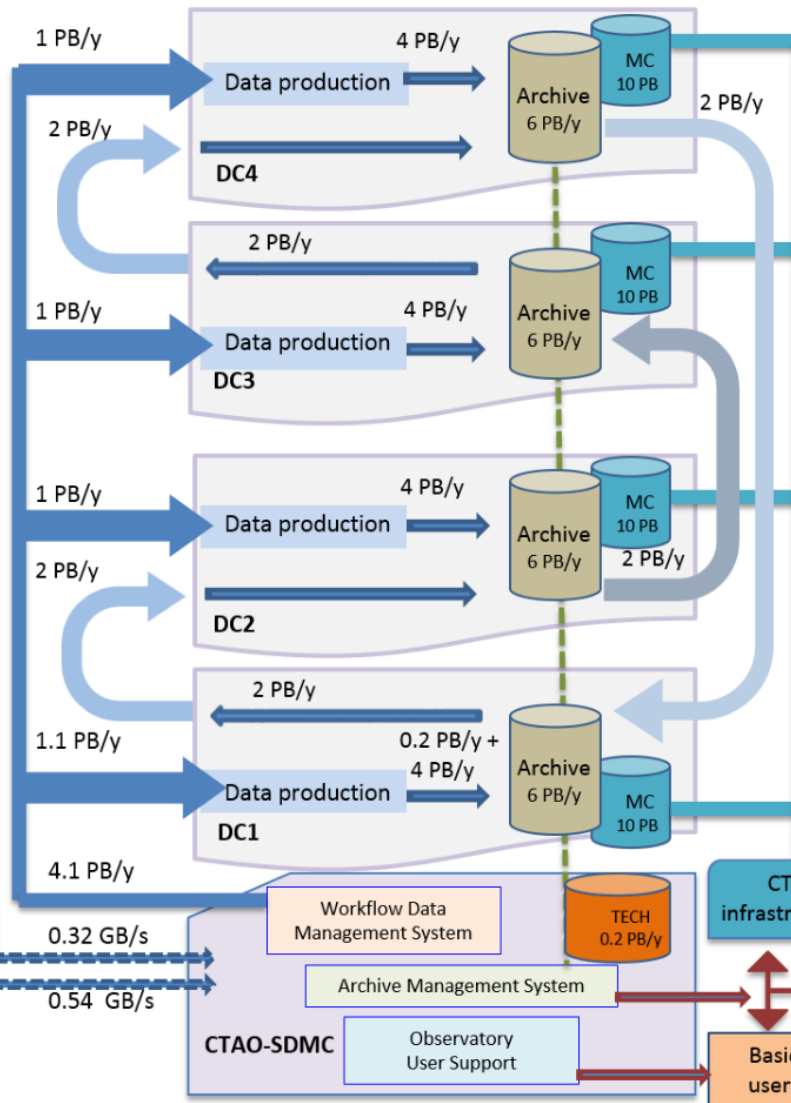 1 PB/y
4 PB/y
MC
10 PB
Data production
Archive
6 PB/y
2 PB/y
2 PB/y
DC4
2 PB/y
MC
10 PB
1 PB/y
4 PB/y
Archive
6 PB/y
Data production
DC3
1 PB/y
4 PB/y
MC
10 PB
Data production
Archive
6 PB/y
2 PB/y
2 PB/y
DC2
2 PB/y
1.1 PB/y
0.2 PB/y +
4 PB/y
Archive
6 PB/y
Data production
MC
10 PB
DC1
4.1 PB/y
Workflow Data
Management System
TECH
0.2 PB/y
CT
infrastr
0.32 GB/s
0.54 GB/s
Archive Management System
CTAO-SDMC
Observatory
User Support
Basic
user